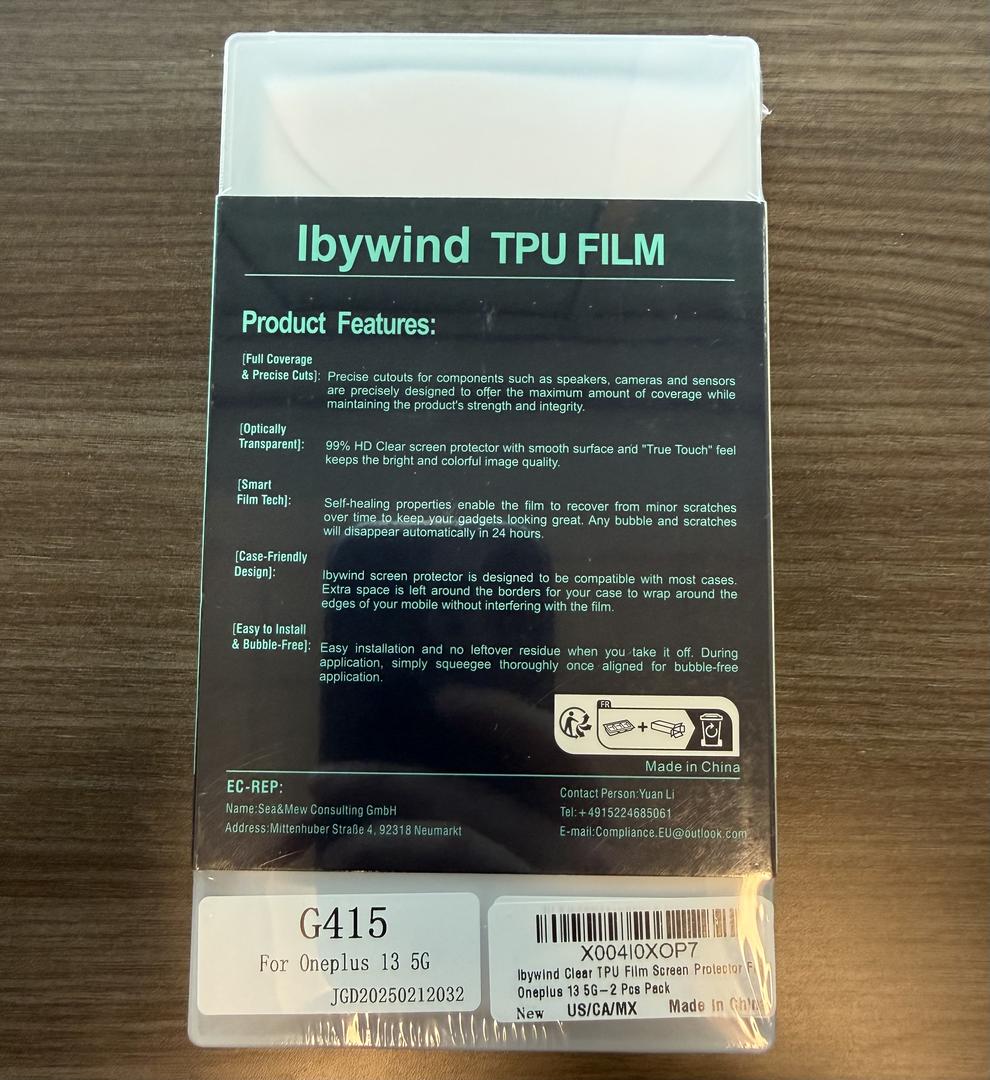 Ibywind TPU FILM
Product Features:
[Full Coverage
& Precise Cuts]: Precise cutouts for components such as speakers, cameras and sensors
are precisely designed to offer the maximum amount of coverage while
maintaining the product's strength and integrity.
[Optically
Transparent]: 99% HD Clear screen protector with smooth surface and "True Touch" feel
keeps the bright and colorful image quality.
[Smart
Film Tech]: Self-healing properties enable the film to recover from minor scratches
over time to keep your gadgets looking great. Any bubble and scratches
will disappear automatically in 24 hours.
[Case-Friendly
Design]: Ibywind screen protector is designed to be compatible with most cases.
Extra space is left around the borders for your case to wrap around the
edges of your mobile without interfering with the film.
[Easy to Install
& Bubble-Free]: Easy installation and no leftover residue when you take it off. During
application, simply squeegee thoroughly once aligned for bubble-free
application.
FR
+
Made in China
EC-REP:
Name:Sea&Mew Consulting GmbH
Address:Mittenhuber Straße 4, 92318 Neumarkt
Contact Person:Yuan Li
Tel:+4915224685061
E-mail:Compliance.EU@outlook.com
G415
For Oneplus 13 5G
JGD20250212032
X004I0XOP7
Ibywind Clear TPU Film Screen Protector
Oneplus 13 5G-2 Pcs Pack
New US/CA/MX Made In China